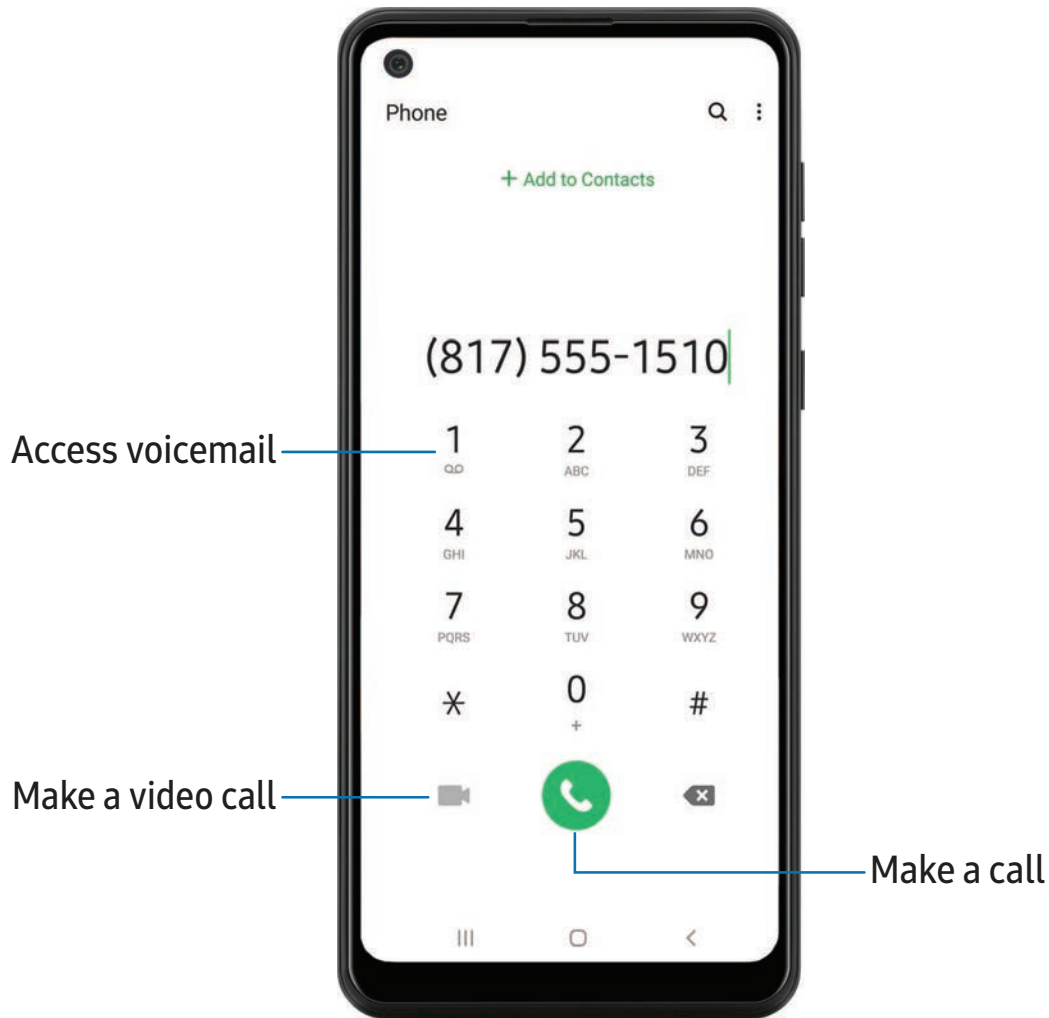 Phone
+ Add to Contacts
(817) 555-1510
Access voicemail
1 2 3
ABC DEF
4 5 6
GHI JKL MNO
7 8 9
PQRS TUV WXYZ
* 0 #
+
Make a video call
Make a call